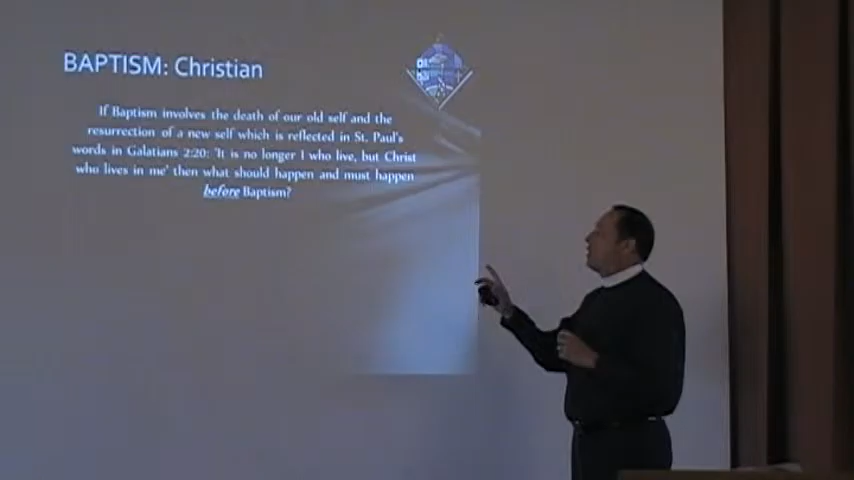 BAPTISM: Christian
If Baptism involves the death of our old self and the
resurrection of a new self which is reflected in St. Paul's
words in Galatians 2:20: 'It is no longer I who live, but Christ
who lives in me' then what should happen and must happen
before Baptism?